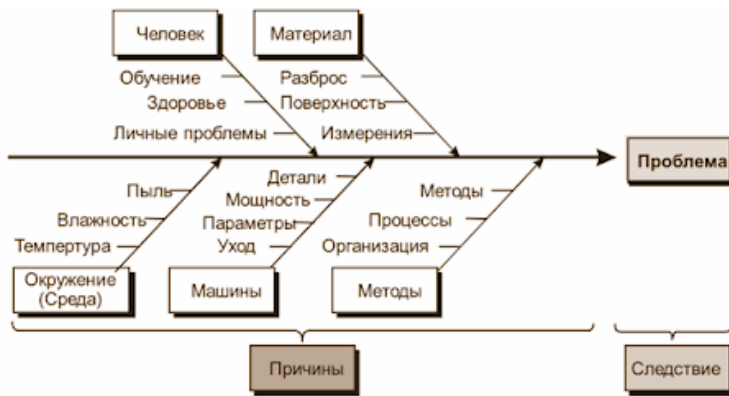 Человек
Материал
Обучение
Разброс
Здоровье
Поверхность
Личные проблемы
Измерения
Проблема
Пыль
Детали
Методы
Влажность
Мощность
Процессы
Темпертура
Параметры
Организация
Уход
Окружение
(Среда)
Машины
Методы
Причины
Следствие